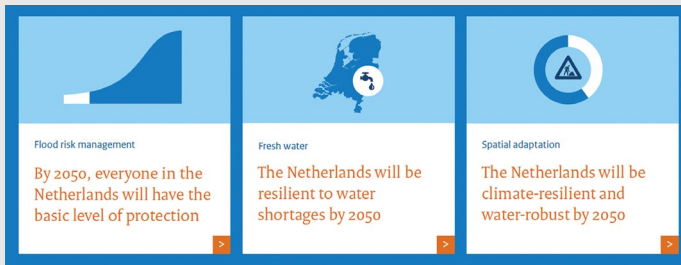 Flood risk management
By 2050, everyone in the
Netherlands will have the
basic level of protection
>
Fresh water
The Netherlands will be
resilient to water
shortages by 2050
>
Spatial adaptation
The Netherlands will be
climate-resilient and
water-robust by 2050
>